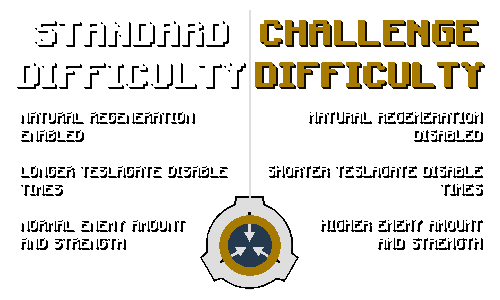 STANDARD
DIFFICULTY
NATURAL REGENERATION
ENABLED
LONGER TESLAGATE DISABLE
TIMES
NORMAL ENEMY AMOUNT
AND STRENGTH
CHALLENGE
DIFFICULTY
NATURAL REGENERATION
DISABLED
SHORTER TESLAGATE DISABLE
TIMES
HIGHER ENEMY AMOUNT
AND STRENGTH